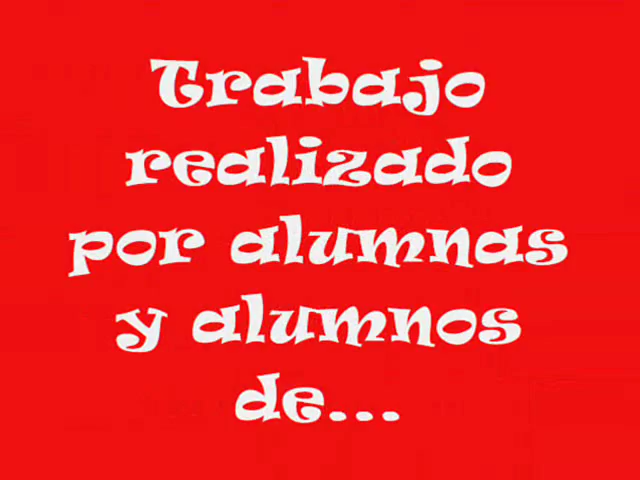 Trabajo
realizado
por alumnas
y alumnos
de...